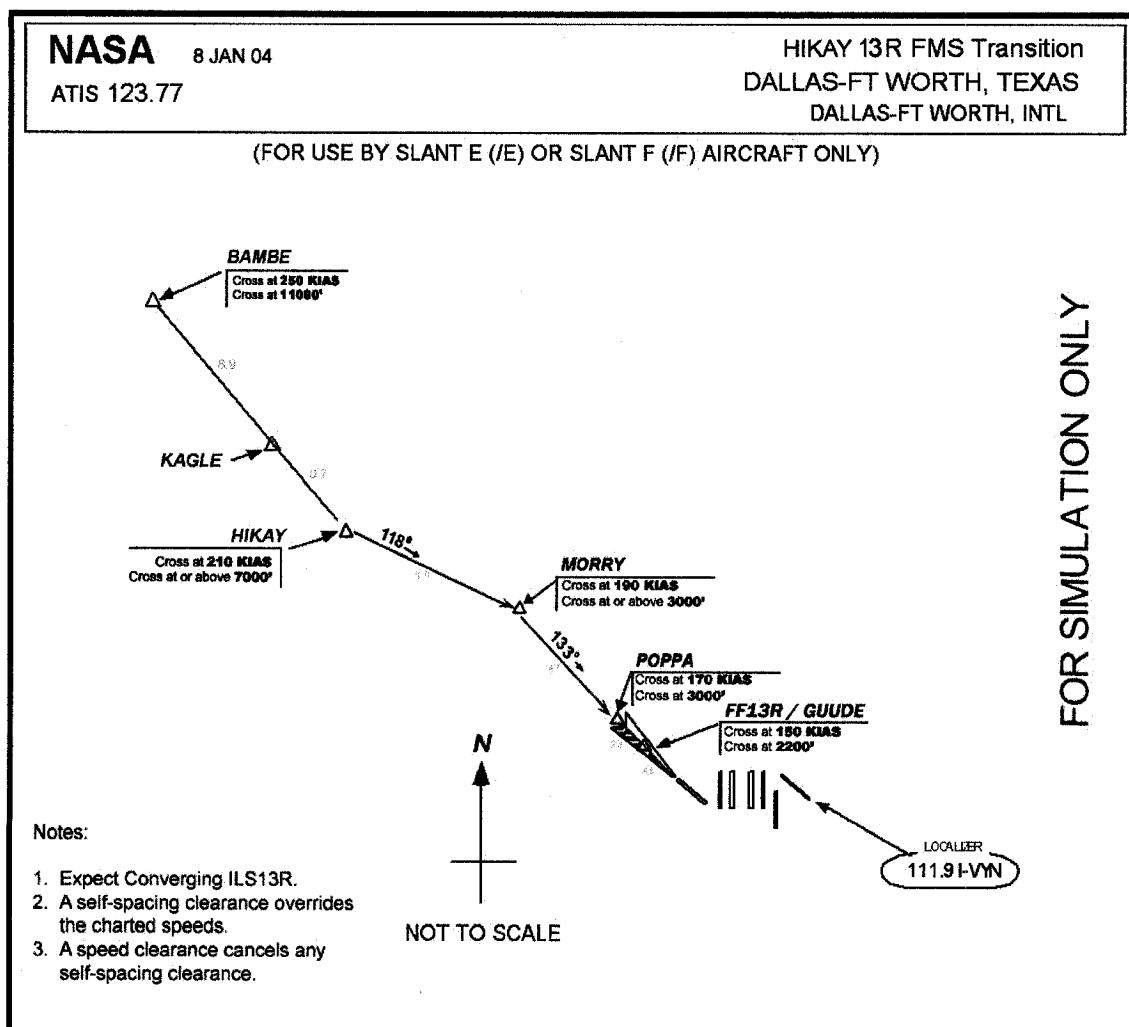 NASA 8 JAN 04
ATIS 123.77
HIKAY 13R FMS Transition
DALLAS-FT WORTH, TEXAS
DALLAS-FT WORTH, INTL
(FOR USE BY SLANT E (/E) OR SLANT F (/F) AIRCRAFT ONLY)
BAMBE
Cross at 250 KIAS
Cross at 11000'
KAGLE
HIKAY
Cross at 210 KIAS
Cross at or above 7000'
118°
MORRY
Cross at 190 KIAS
Cross at or above 3000'
133°
POPPA
Cross at 170 KIAS
Cross at 3000'
FF13R / GUUDE
Cross at 150 KIAS
Cross at 2200'
FOR SIMULATION ONLY
N
NOT TO SCALE
LOCALIZER
111.9 I-VYN
Notes:
1. Expect Converging ILS13R.
2. A self-spacing clearance overrides
the charted speeds.
3. A speed clearance cancels any
self-spacing clearance.